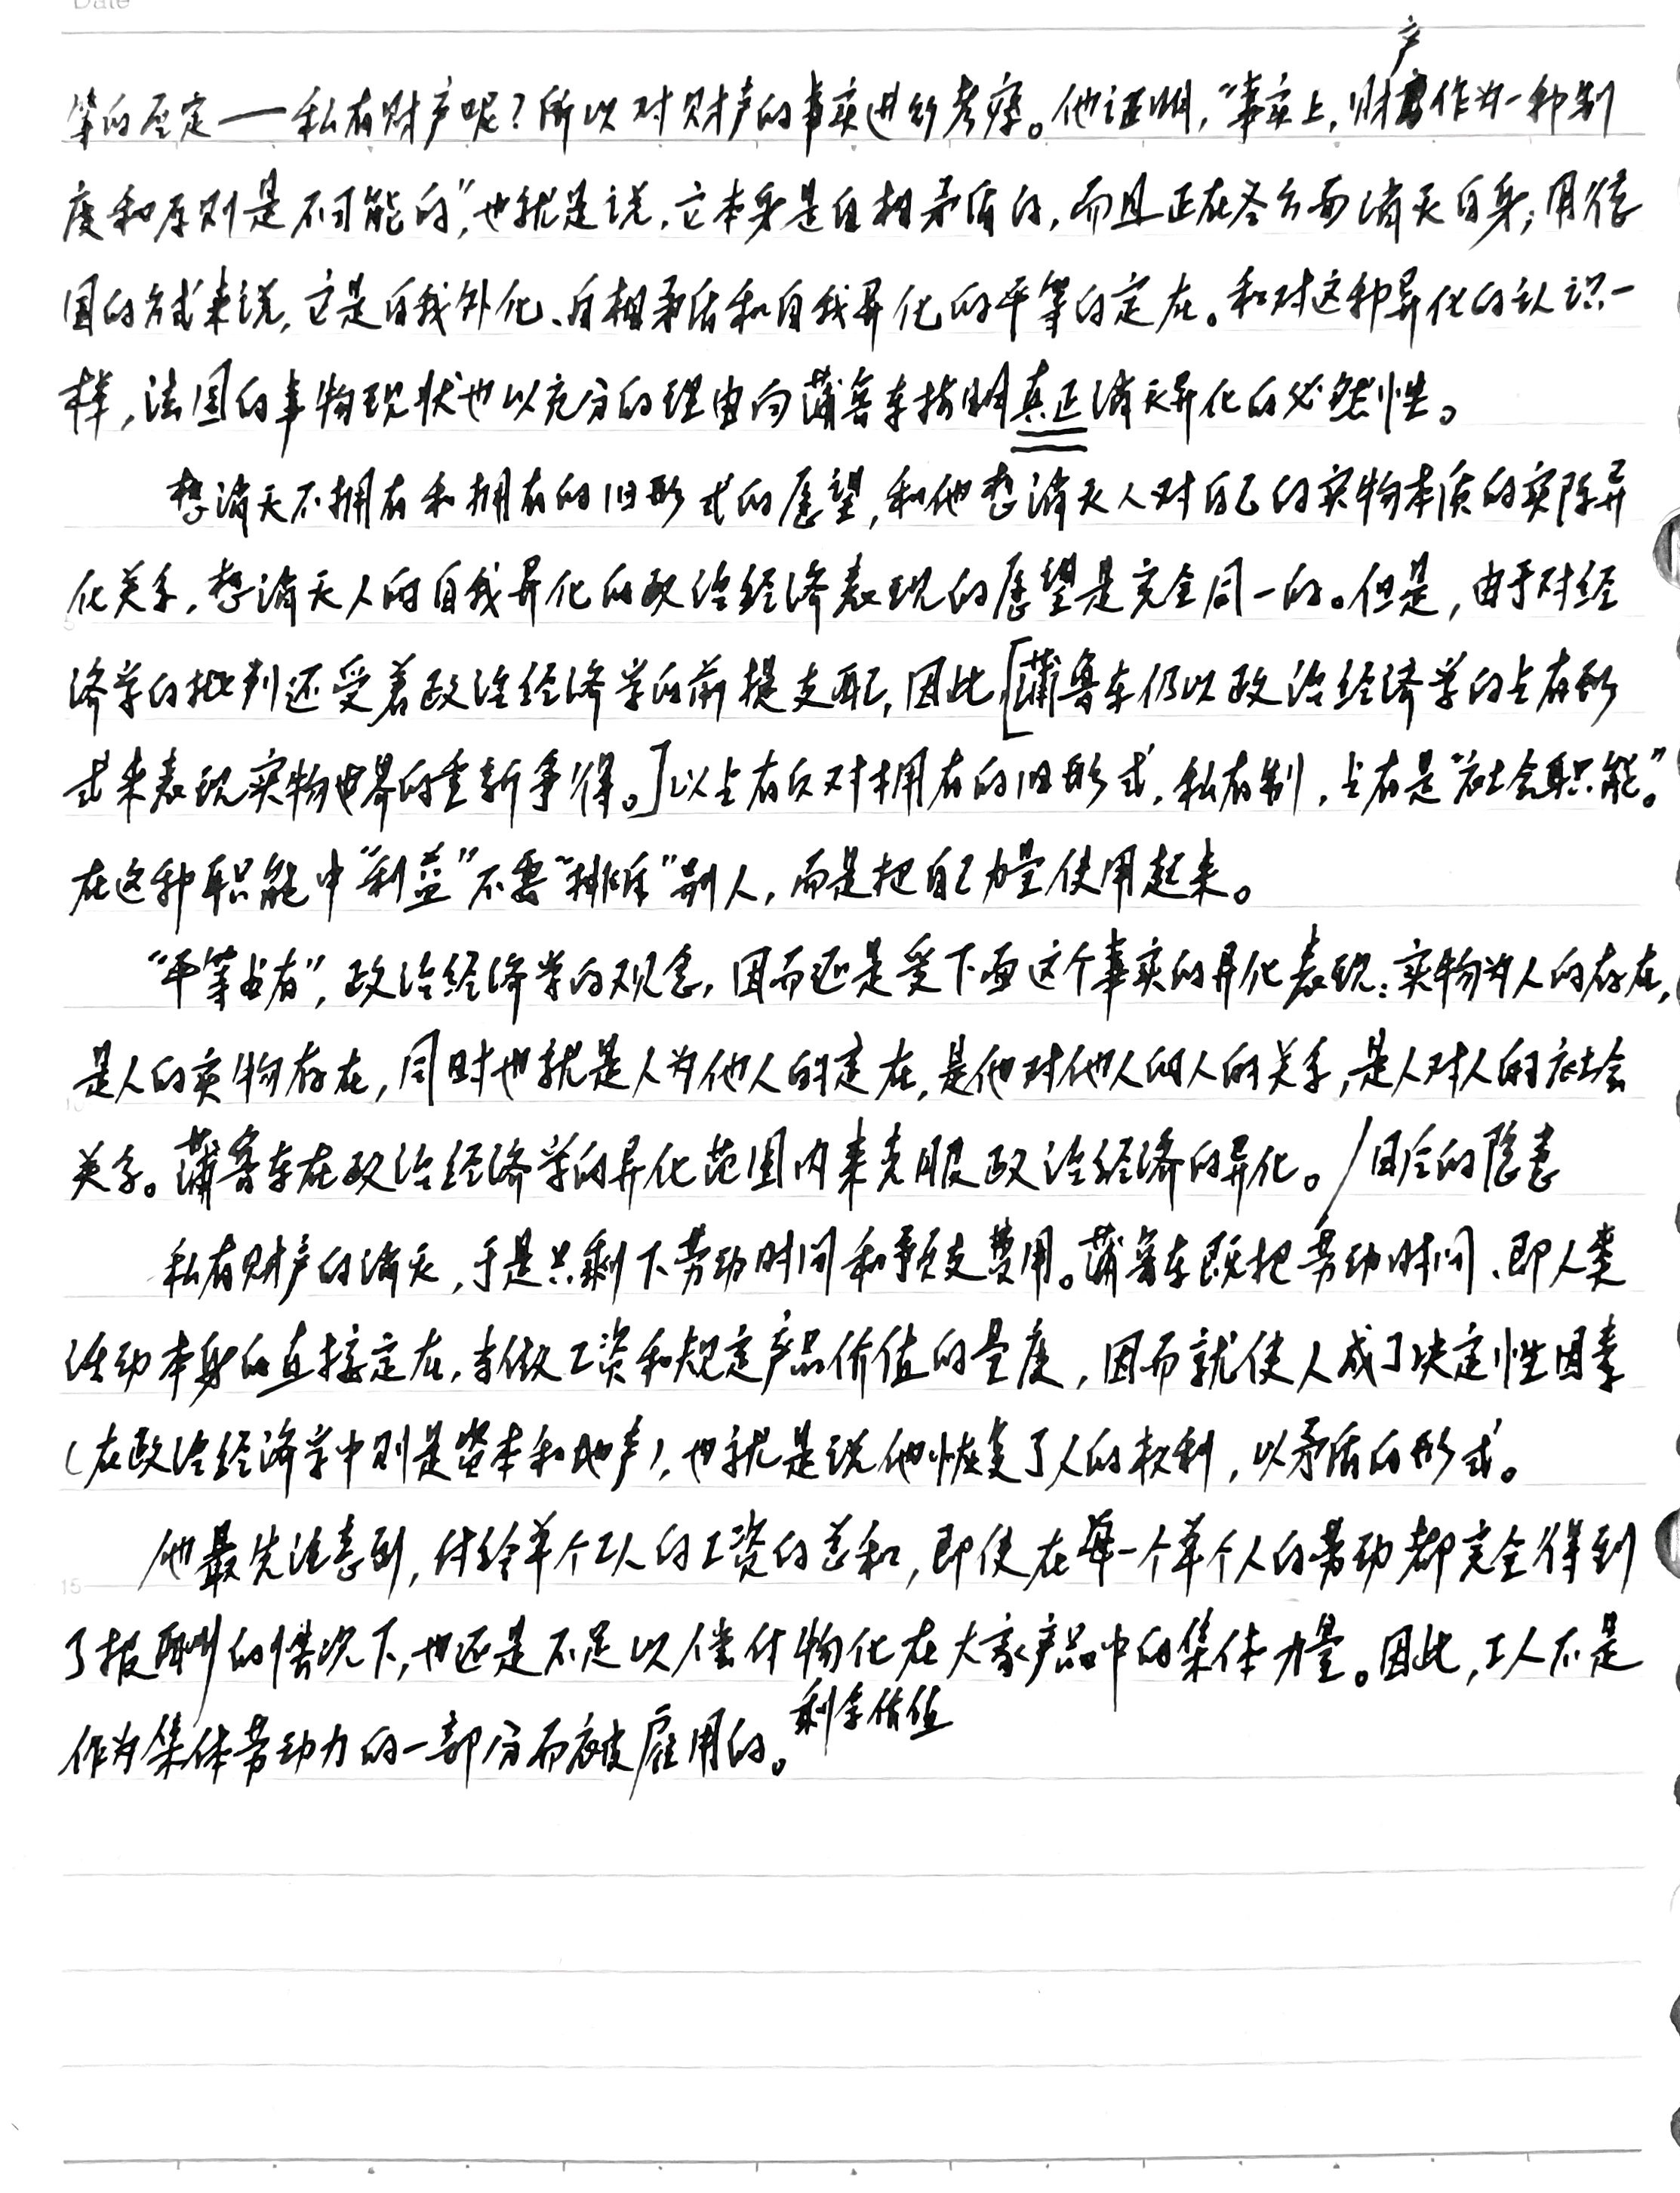 Date
产
等的否定——私有财产呢?所以对财产的事实进行考察。他证明,“事实上,财作为一种制
度和原则是不可能的”,也就是说,它本身是自相矛盾的,而且正在各方面消灭自身;用德
国的方式来说,它是自我外化、自相矛盾和自我异化的平等的定在。和对这种异化的认识一
样,法国的事物现状也以充分的理由向蒲鲁东指明真正消灭异化的必然性。
想消灭不拥有和拥有的旧形式的愿望,和他想消灭人对自己的实物本质的实际异
化关系,想消灭人的自我异化的政治经济表现的愿望是完全同一的。但是,由于对经
济学的批判还受着政治经济学的前提支配,因此[蒲鲁东仍以政治经济学的占有形
式来表现实物世界的重新争得。]以占有反对拥有的旧形式,私有制,占有是“社会职能。”
在这种职能中“利益”不需“排斥”别人,而是把自己力量使用起来。
“平等占有”,政治经济学的观念,因而还是受下面这个事实的异化表现:实物为人的存在,
是人的实物存在,同时也就是人为他人的定在,是他对他人的人的关系,是人对人的社会
关系。蒲鲁东在政治经济学的异化范围内来克服政治经济的异化。/日后的隐患
私有财产的消灭,于是只剩下劳动时间和预支费用。蒲鲁东既把劳动时间、即人类
活动本身的直接定在,当做工资和规定产品价值的量度,因而就使人成了决定性因素
(在政治经济学中则是资本和地产),也就是说他恢复了人的权利,以矛盾的形式。
他最先注意到,付给单个工人的工资的总和,即使在每一个单个人的劳动都完全得到
15
了报酬的情况下,也还是不足以偿付物化在大家产品中的集体力量。因此,工人不是
作为集体劳动力的一部分而被雇用的。剩余价值